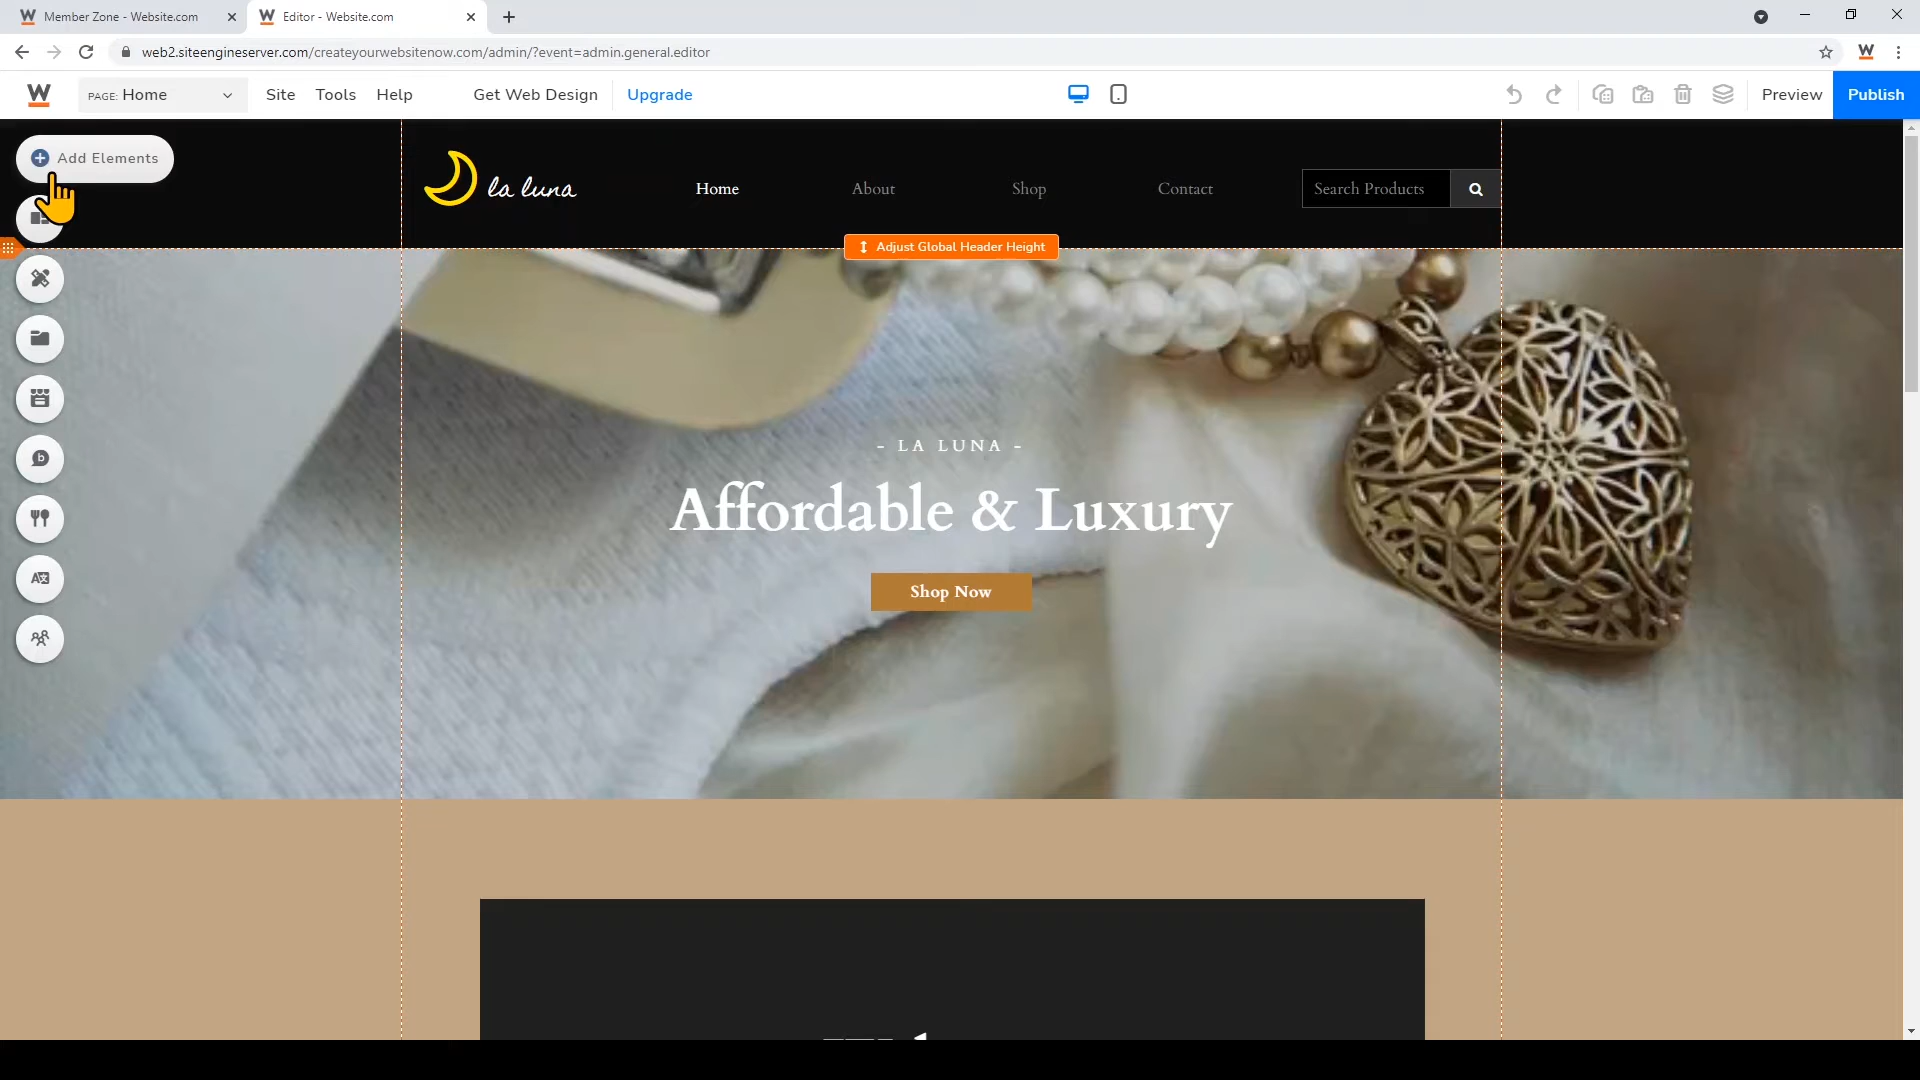 Member Zone - Website.com
Editor - Website.com
web2.siteengineserver.com/createyourwebsitenow.com/admin/?event=admin.general.editor
PAGE: Home
Site
Tools
Help
Get Web Design
Upgrade
Preview
Publish
Add Elements
la luna
Home
About
Shop
Contact
Search Products
Adjust Global Header Height
- LA LUNA -
Affordable & Luxury
Shop Now